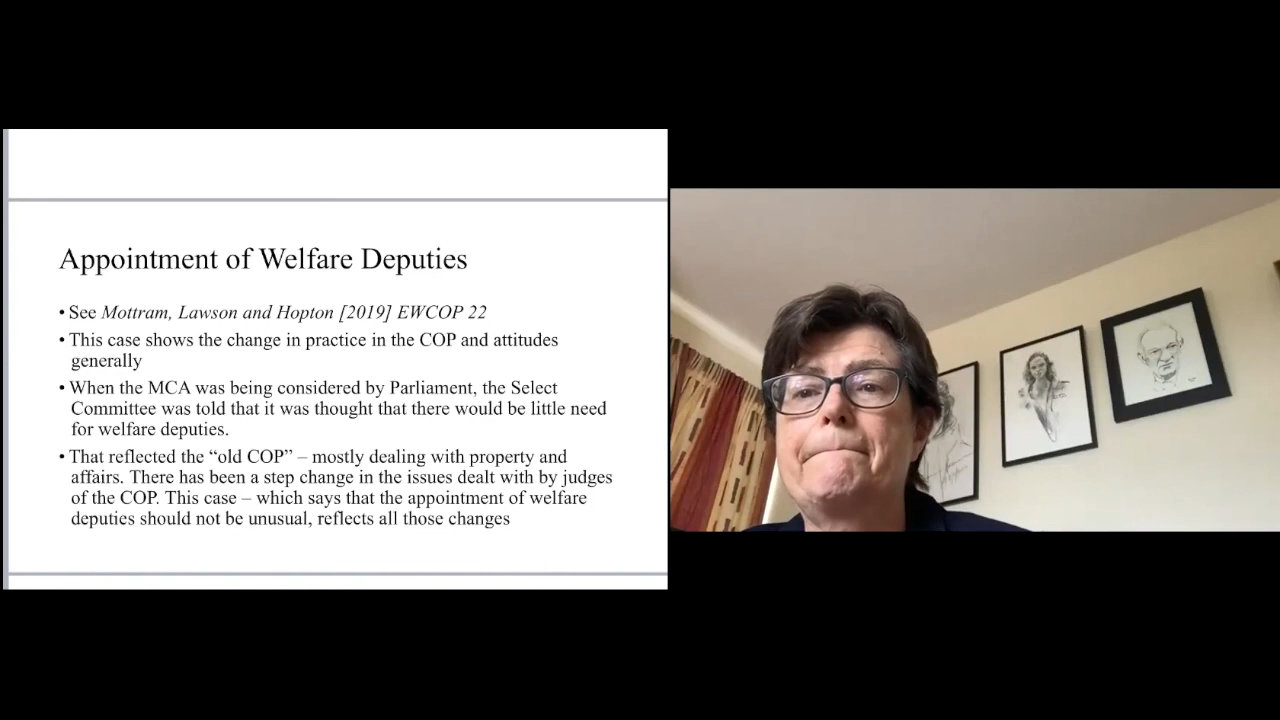 Appointment of Welfare Deputies
• See Mottram, Lawson and Hopton [2019] EWCOP 22
• This case shows the change in practice in the COP and attitudes
generally
• When the MCA was being considered by Parliament, the Select
Committee was told that it was thought that there would be little need
for welfare deputies.
• That reflected the “old COP” – mostly dealing with property and
affairs. There has been a step change in the issues dealt with by judges
of the COP. This case – which says that the appointment of welfare
deputies should not be unusual, reflects all those changes